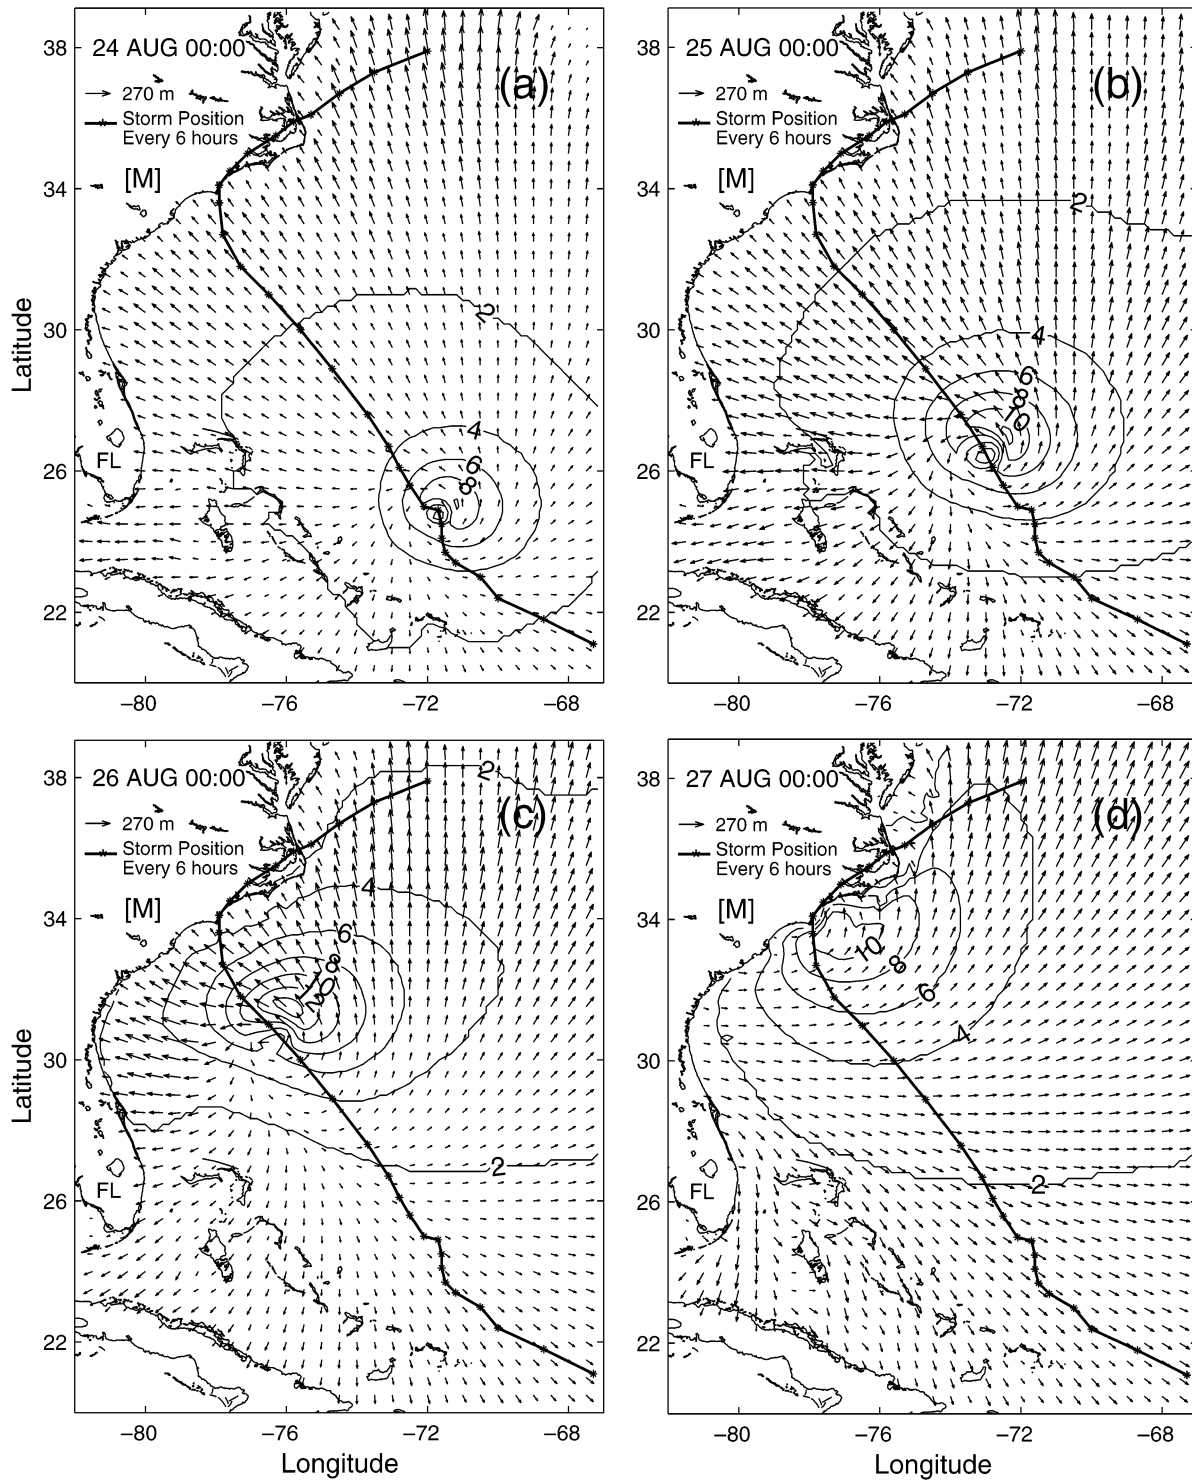 38
24 AUG 00:00
(a)
270 m
Storm Position
Every 6 hours
[M]
34
2
30
Latitude
4
6
8
26
FL
22
−80
−76
−72
−68
38
25 AUG 00:00
(b)
270 m
Storm Position
Every 6 hours
[M]
34
2
30
4
6
8
10
26
FL
22
−80
−76
−72
−68
38
26 AUG 00:00
2
(c)
270 m
Storm Position
Every 6 hours
[M]
4
34
6
8
10
12
30
Latitude
2
26
FL
22
−80
−76
−72
−68
Longitude
38
27 AUG 00:00
(d)
270 m
Storm Position
Every 6 hours
[M]
34
10
8
6
4
30
2
26
FL
22
−80
−76
−72
−68
Longitude